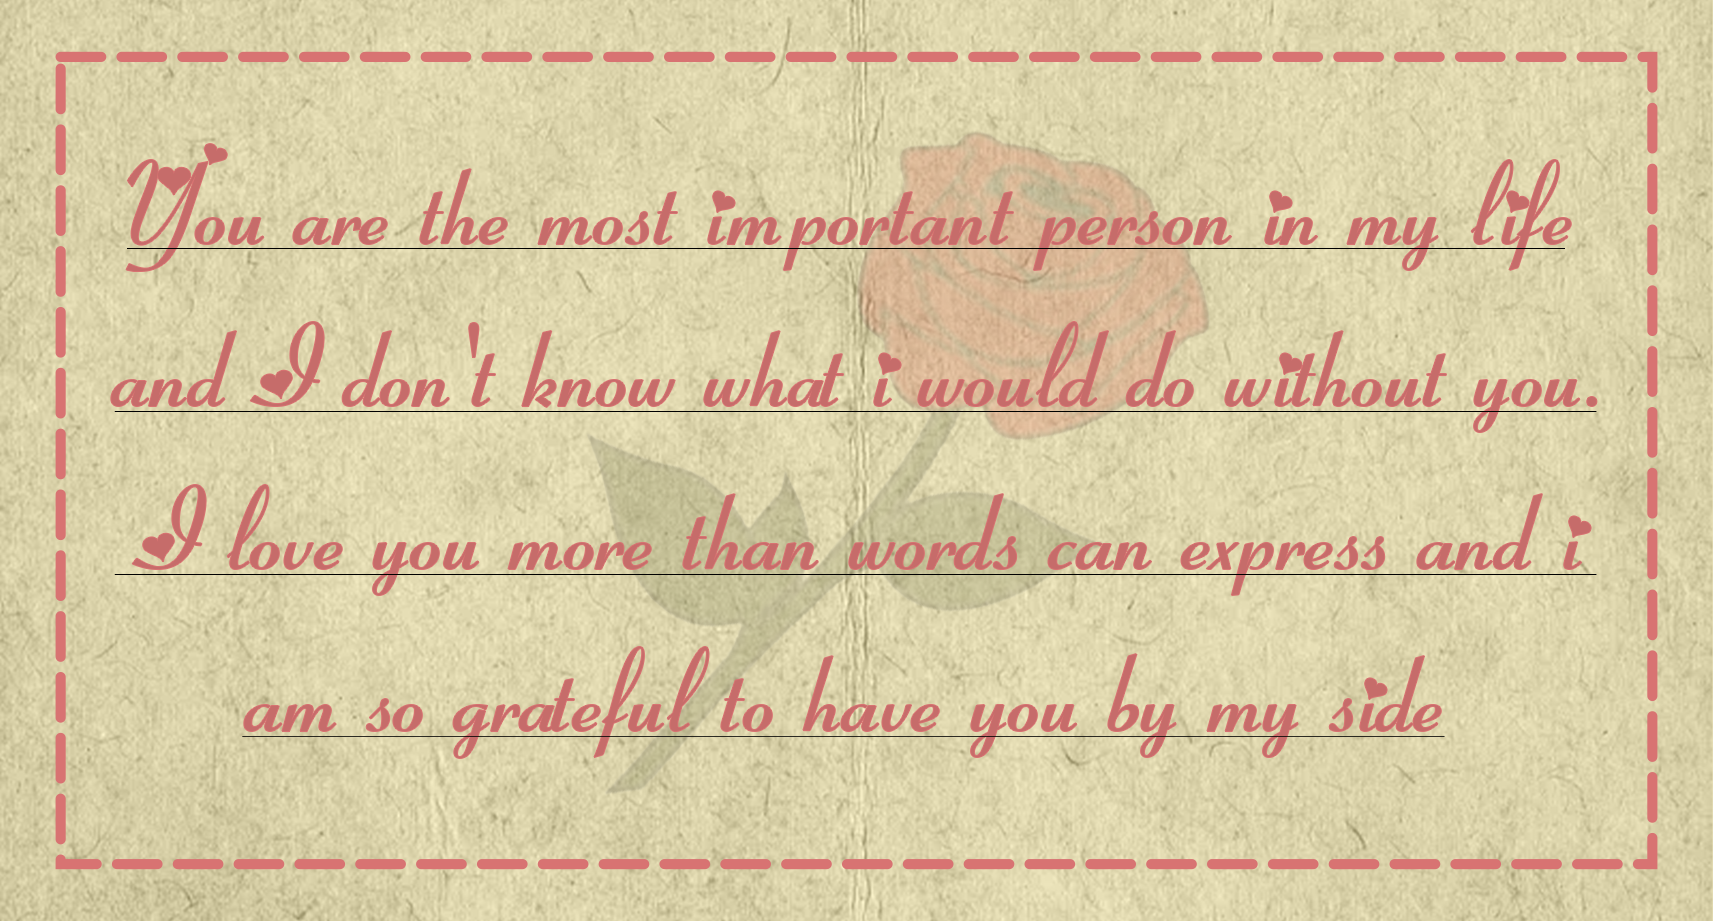 You are the most important person in my life
and I don't know what i would do without you.
I love you more than words can express and i
am so grateful to have you by my side